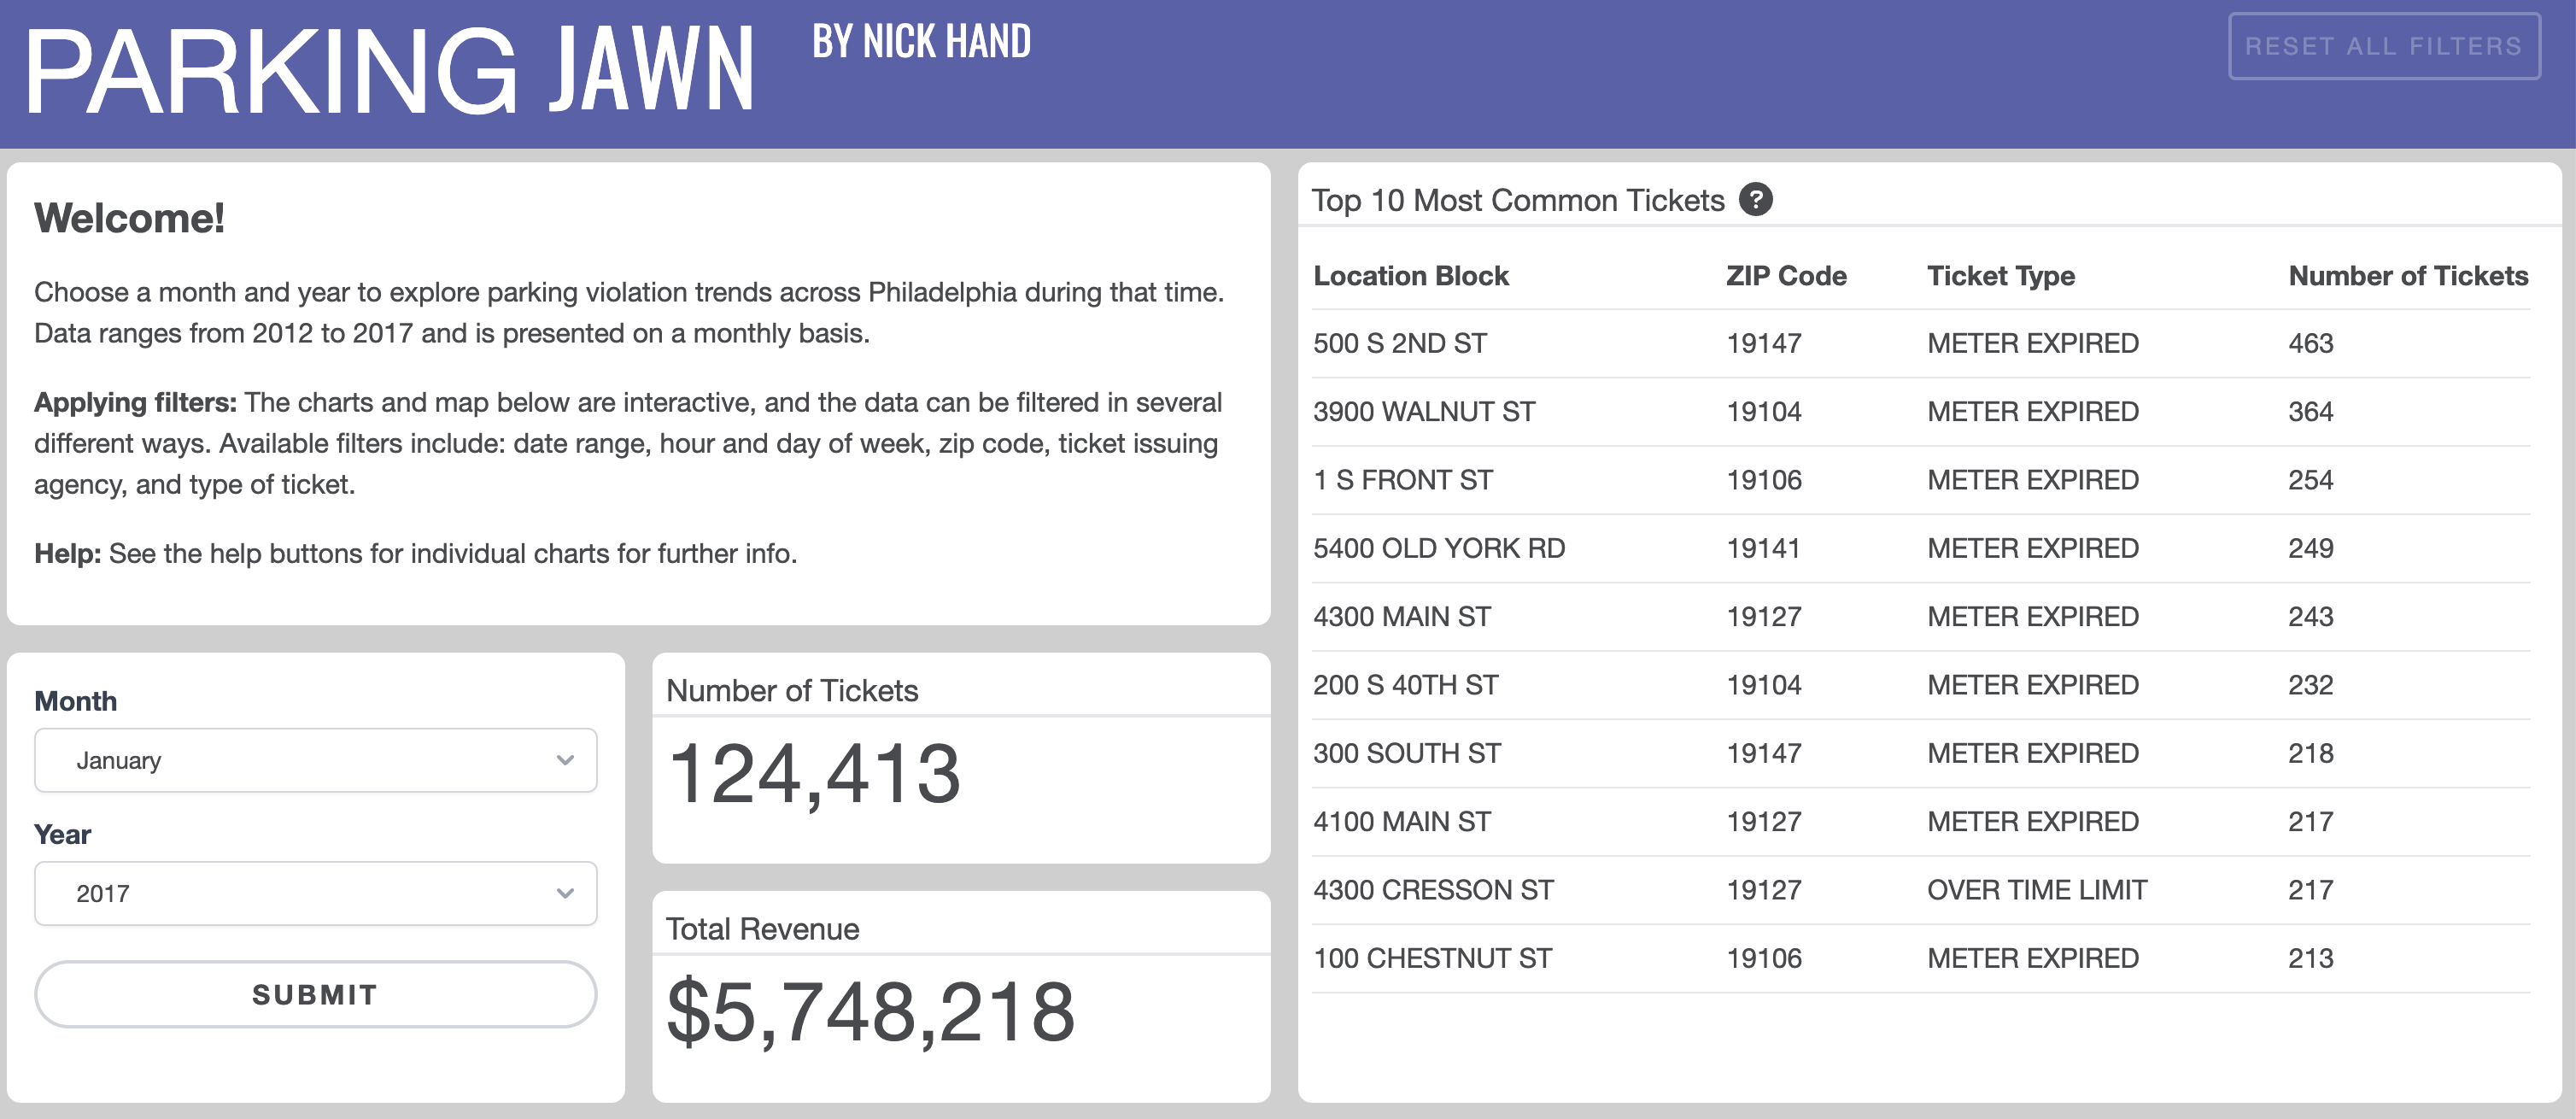 PARKING JAWN
BY NICK HAND
RESET ALL FILTERS
Welcome!
Choose a month and year to explore parking violation trends across Philadelphia during that time.
Data ranges from 2012 to 2017 and is presented on a monthly basis.
Applying filters: The charts and map below are interactive, and the data can be filtered in several
different ways. Available filters include: date range, hour and day of week, zip code, ticket issuing
agency, and type of ticket.
Help: See the help buttons for individual charts for further info.
Month
January
Year
2017
SUBMIT
Number of Tickets
124,413
Total Revenue
$5,748,218
Top 10 Most Common Tickets ?
Location Block ZIP Code Ticket Type Number of Tickets
500 S 2ND ST 19147 METER EXPIRED 463
3900 WALNUT ST 19104 METER EXPIRED 364
1 S FRONT ST 19106 METER EXPIRED 254
5400 OLD YORK RD 19141 METER EXPIRED 249
4300 MAIN ST 19127 METER EXPIRED 243
200 S 40TH ST 19104 METER EXPIRED 232
300 SOUTH ST 19147 METER EXPIRED 218
4100 MAIN ST 19127 METER EXPIRED 217
4300 CRESSON ST 19127 OVER TIME LIMIT 217
100 CHESTNUT ST 19106 METER EXPIRED 213